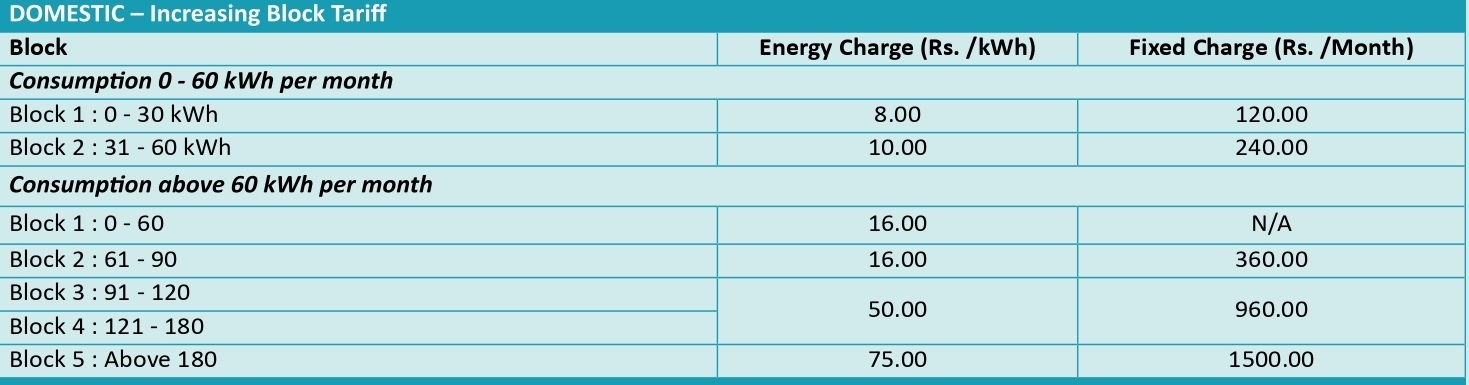 DOMESTIC – Increasing Block Tariff
Block Energy Charge (Rs. /kWh) Fixed Charge (Rs. /Month)
Consumption 0 - 60 kWh per month
Block 1 : 0 - 30 kWh 8.00 120.00
Block 2 : 31 - 60 kWh 10.00 240.00
Consumption above 60 kWh per month
Block 1 : 0 - 60 16.00 N/A
Block 2 : 61 - 90 16.00 360.00
Block 3 : 91 - 120
50.00 960.00
Block 4 : 121 - 180
Block 5 : Above 180 75.00 1500.00